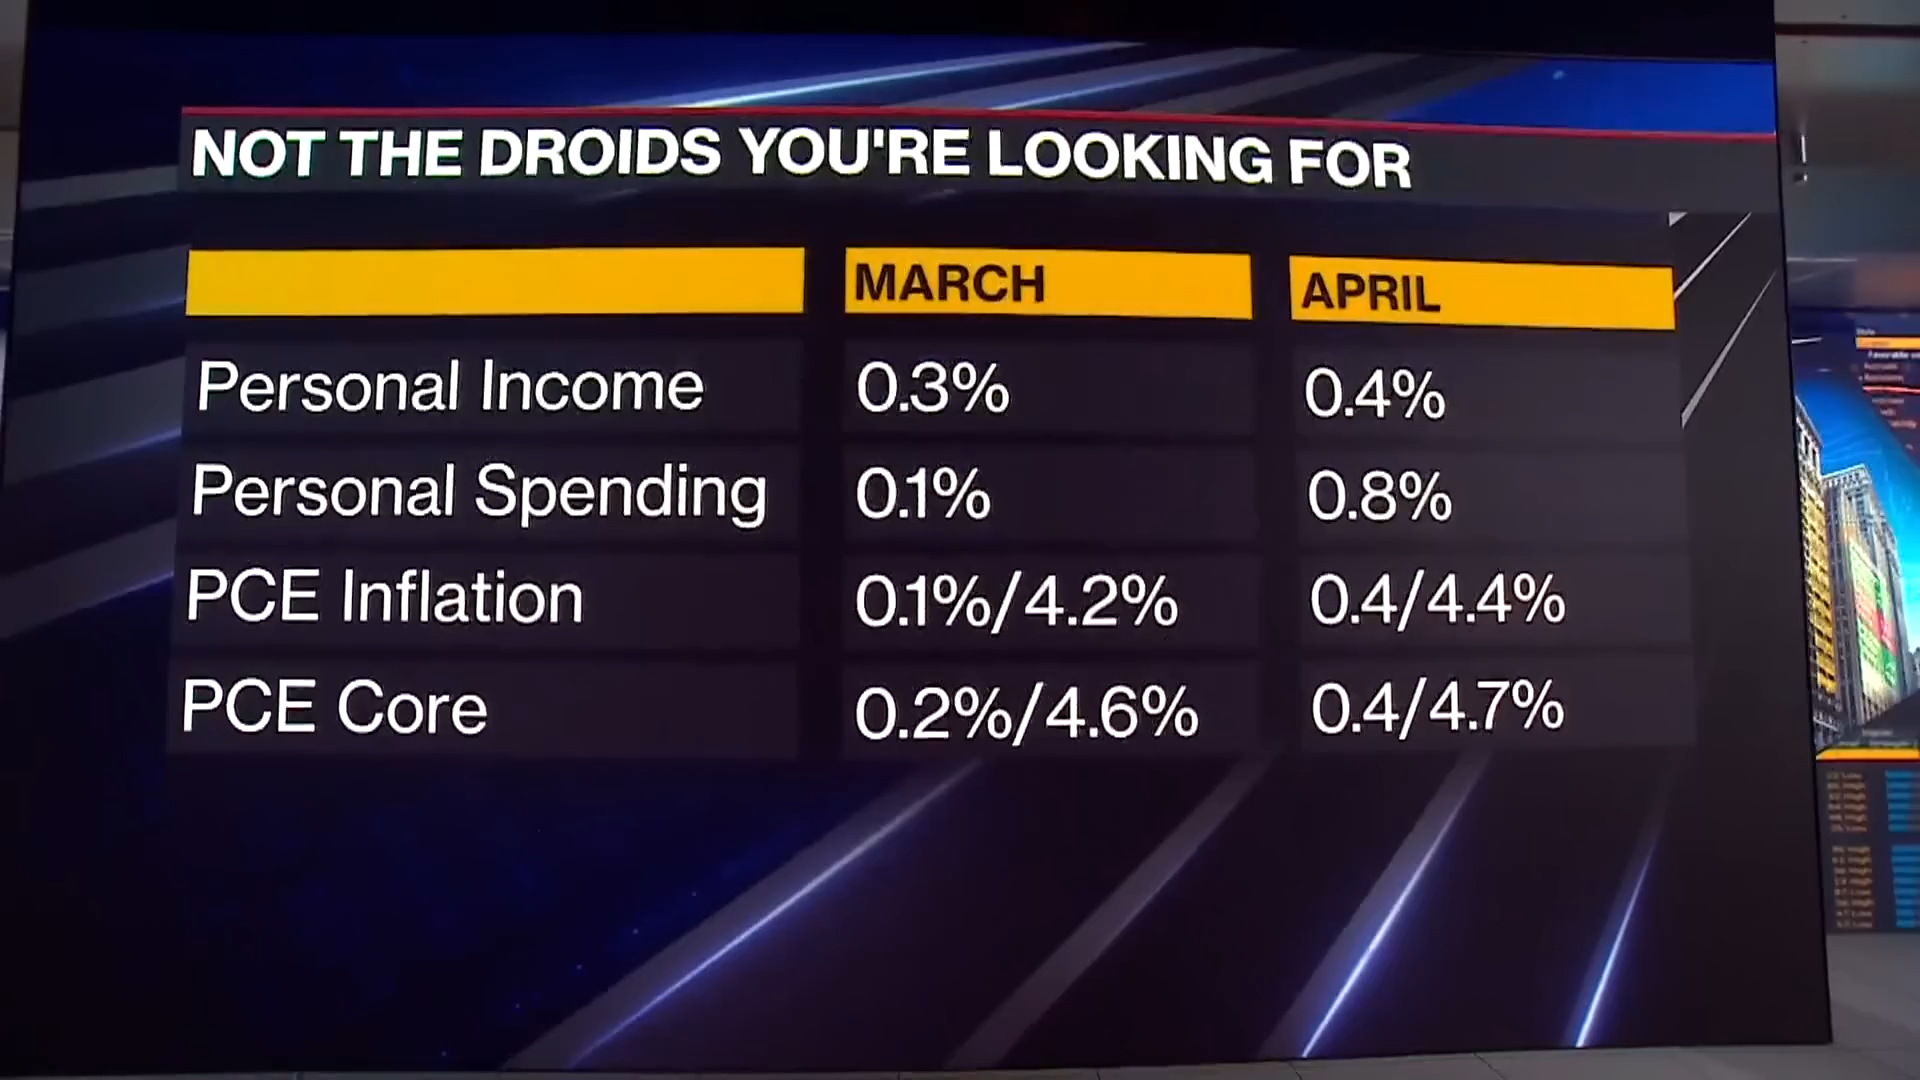 NOT THE DROIDS YOU'RE LOOKING FOR
MARCH APRIL
Personal Income 0.3% 0.4%
Personal Spending 0.1% 0.8%
PCE Inflation 0.1%/4.2% 0.4/4.4%
PCE Core 0.2%/4.6% 0.4/4.7%